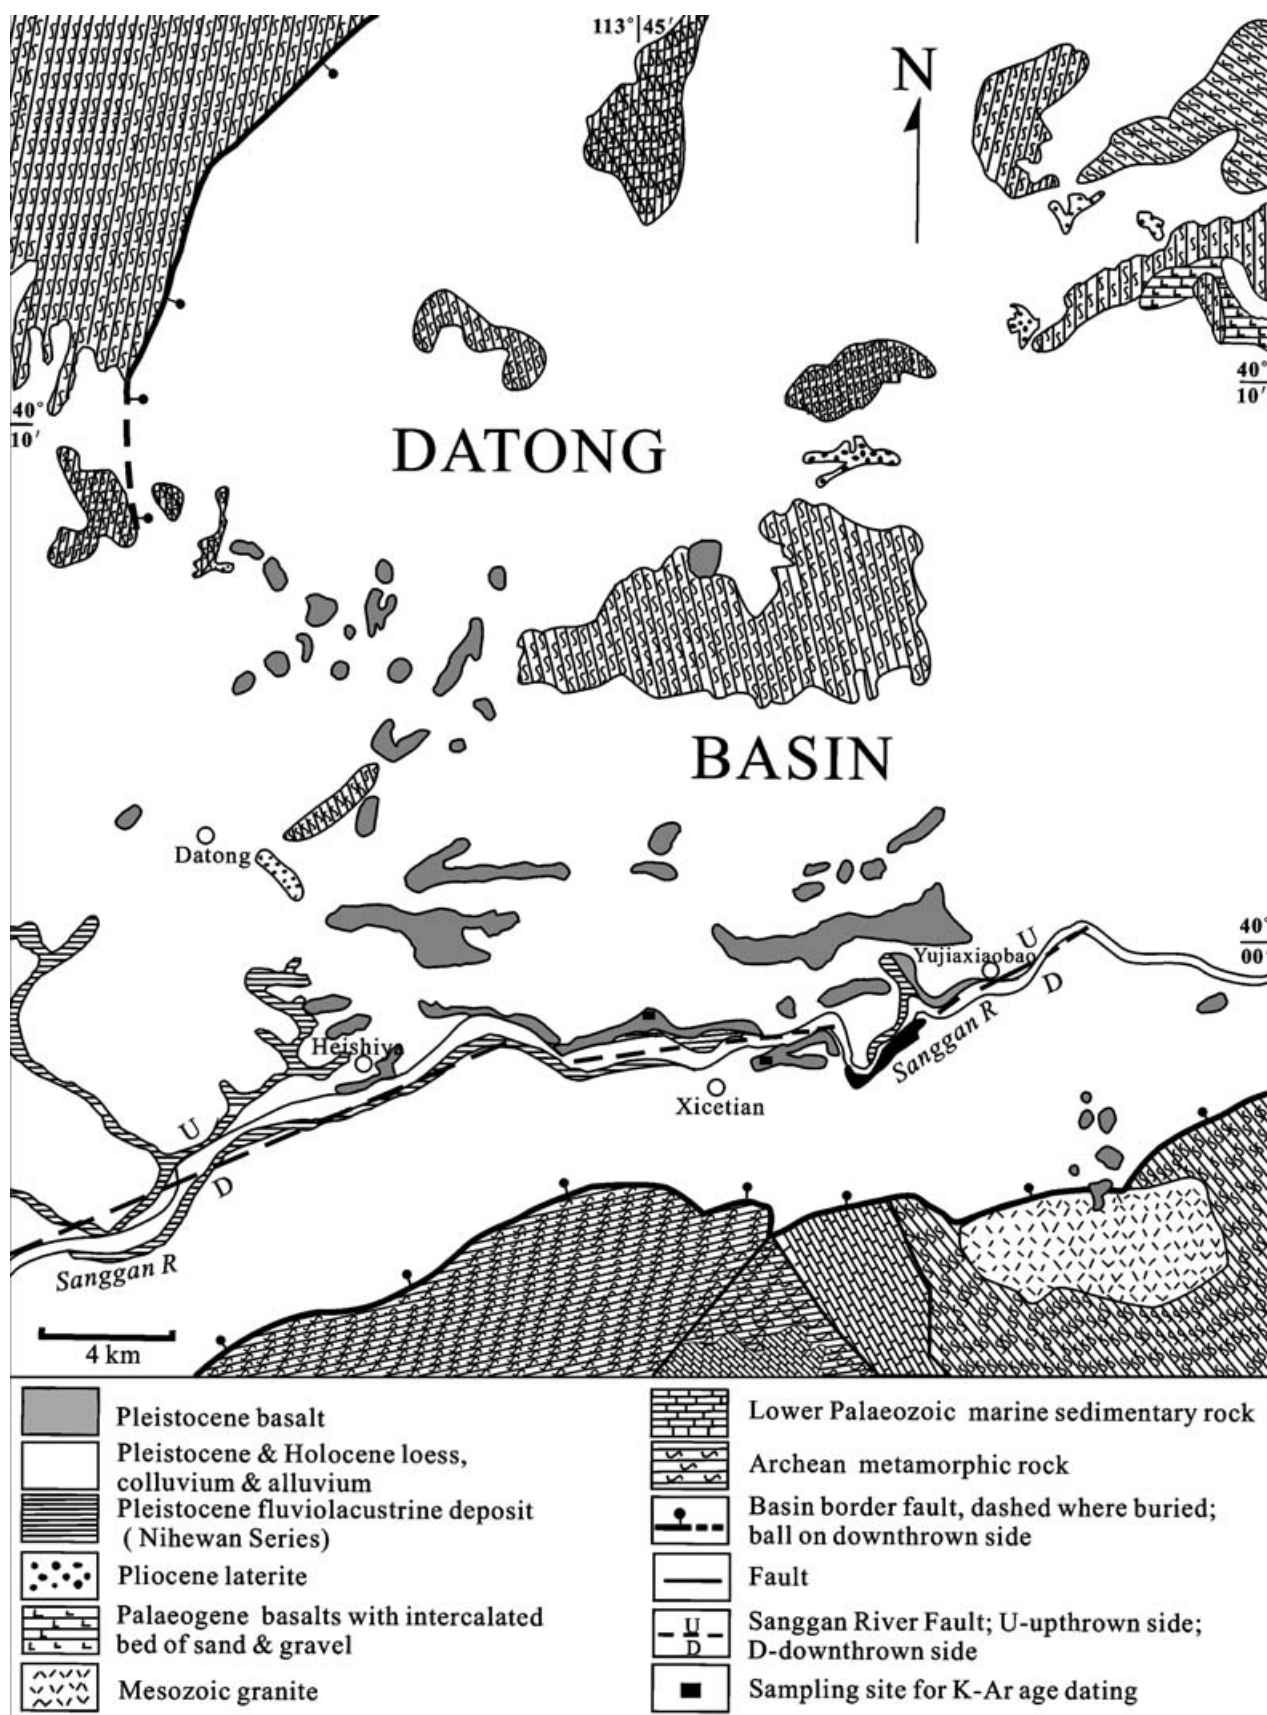 113° 45′
N
40°
10′
40°
10′
DATONG
BASIN
Datong
40°
00′
Yujiaxiaobao
U
D
Sanggan R
Heishiya
Xicetian
U
D
Sanggan R
4 km
Pleistocene basalt
Pleistocene & Holocene loess,
colluvium & alluvium
Pleistocene fluviolacustrine deposit
( Nihewan Series)
Pliocene laterite
Palaeogene basalts with intercalated
bed of sand & gravel
Mesozoic granite
Lower Palaeozoic marine sedimentary rock
Archean metamorphic rock
Basin border fault, dashed where buried;
ball on downthrown side
Fault
U
D
Sanggan River Fault; U-upthrown side;
D-downthrown side
Sampling site for K-Ar age dating